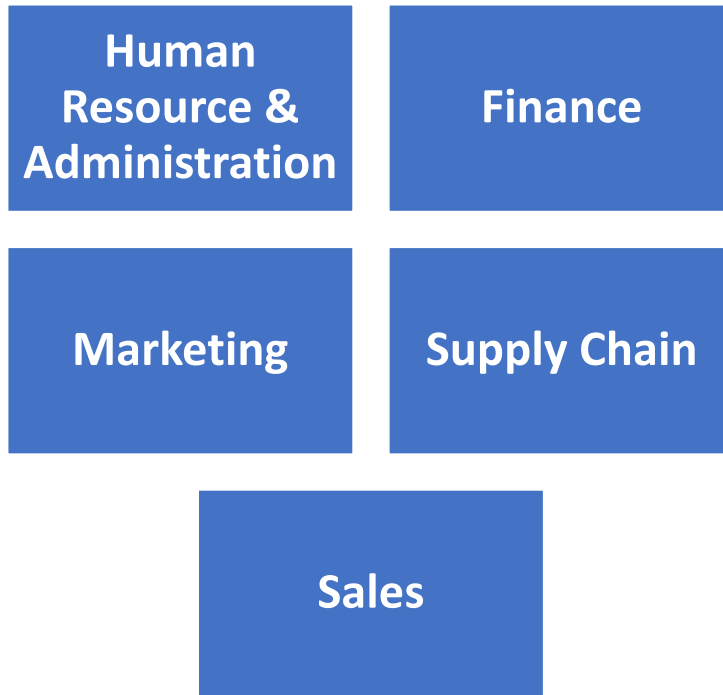 Human
Resource &
Administration
Finance
Marketing
Supply Chain
Sales